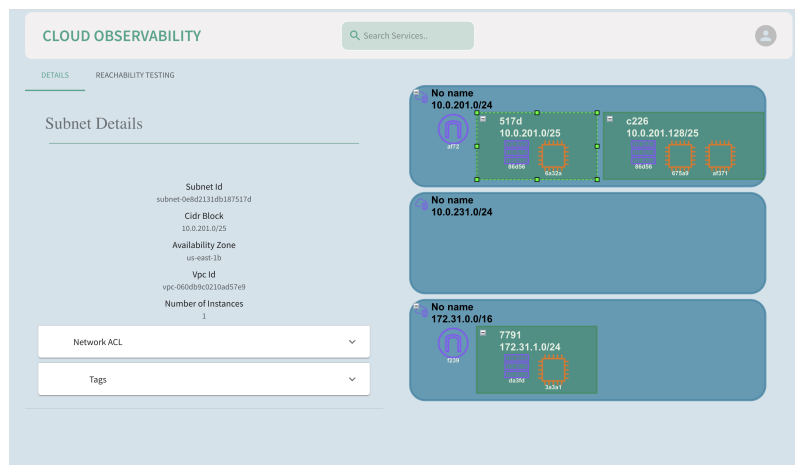 CLOUD OBSERVABILITY
Search Services..
DETAILS
REACHABILITY TESTING
Subnet Details
Subnet Id
subnet-0e8d2131db187517d
Cidr Block
10.0.201.0/25
Availability Zone
us-east-1b
Vpc Id
vpc-060db9c0210ad57e9
Number of Instances
1
Network ACL
Tags
No name
10.0.201.0/24
af72
517d
10.0.201.0/25
86d56
6a32a
c226
10.0.201.128/25
86d56
675a9
af371
No name
10.0.231.0/24
No name
172.31.0.0/16
f239
7791
172.31.1.0/24
da3fd
3a3a1